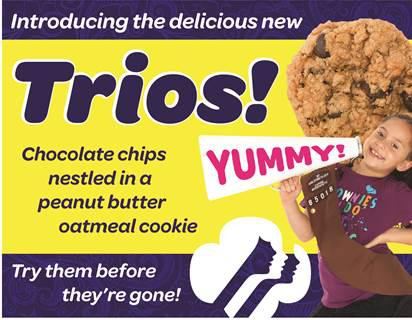 Introducing the delicious new
Trios!
Chocolate chips
nestled in a
peanut butter
oatmeal cookie
YUMMY!
Try them before
they're gone!